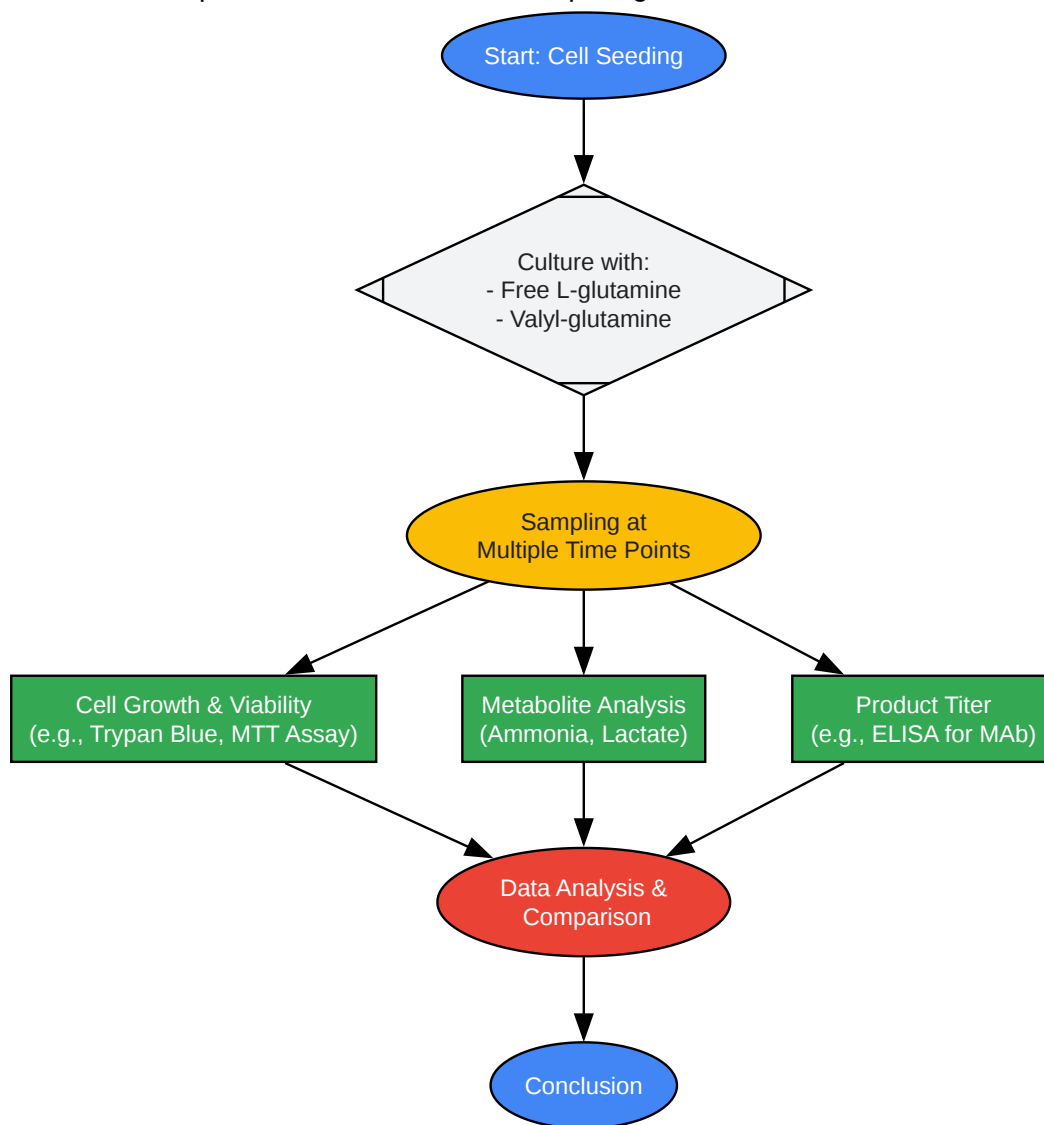 Start: Cell Seeding
Culture with:
- Free L-glutamine
- Valyl-glutamine
Sampling at
Multiple Time Points
Cell Growth & Viability
(e.g., Trypan Blue, MTT Assay)
Metabolite Analysis
(Ammonia, Lactate)
Product Titer
(e.g., ELISA for MAb)
Data Analysis &
Comparison
Conclusion